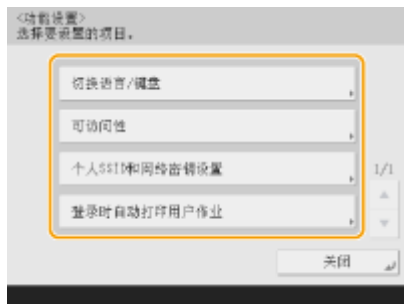 <功能设置>
选择要设置的项目。
切换语言/键盘
可访问性
个人SSID和网络密钥设置
1/1
登录时自动打印用户作业
关闭